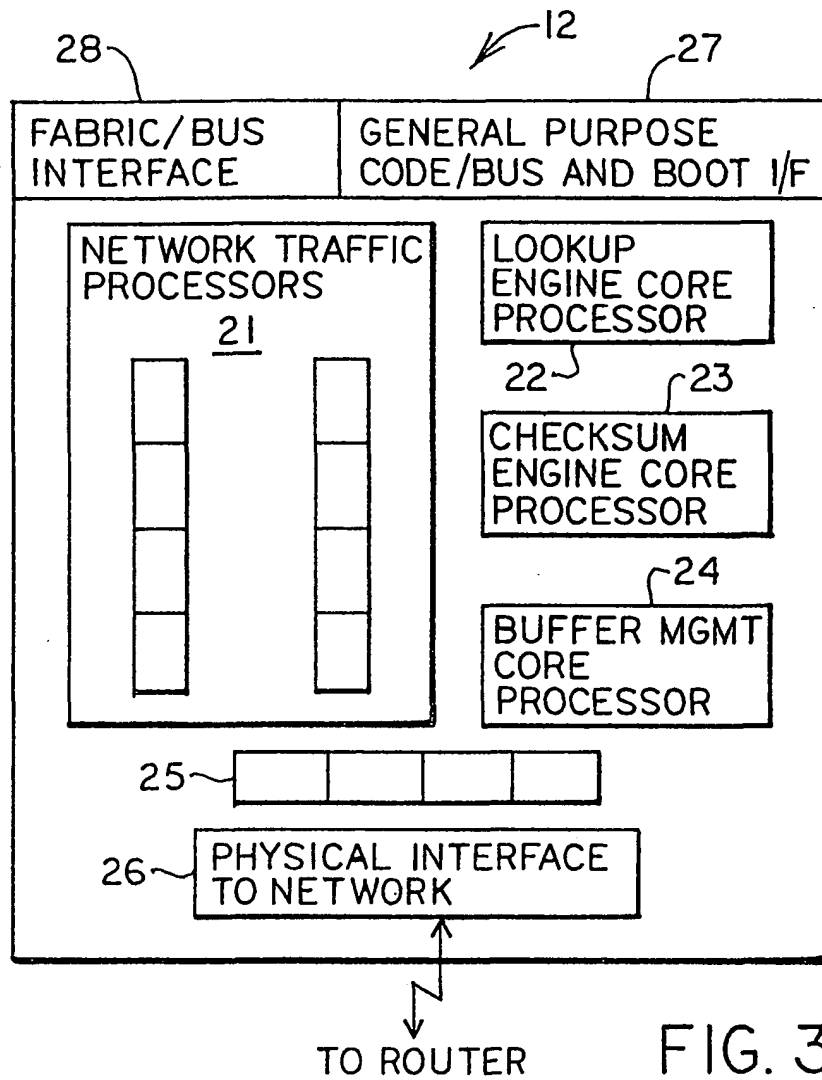 12
28
27
FABRIC/BUS
INTERFACE
GENERAL PURPOSE
CODE/BUS AND BOOT I/F
NETWORK TRAFFIC
PROCESSORS
21
LOOKUP
ENGINE CORE
PROCESSOR
22
23
CHECKSUM
ENGINE CORE
PROCESSOR
24
BUFFER MGMT
CORE
PROCESSOR
25
26
PHYSICAL INTERFACE
TO NETWORK
TO ROUTER
FIG. 3